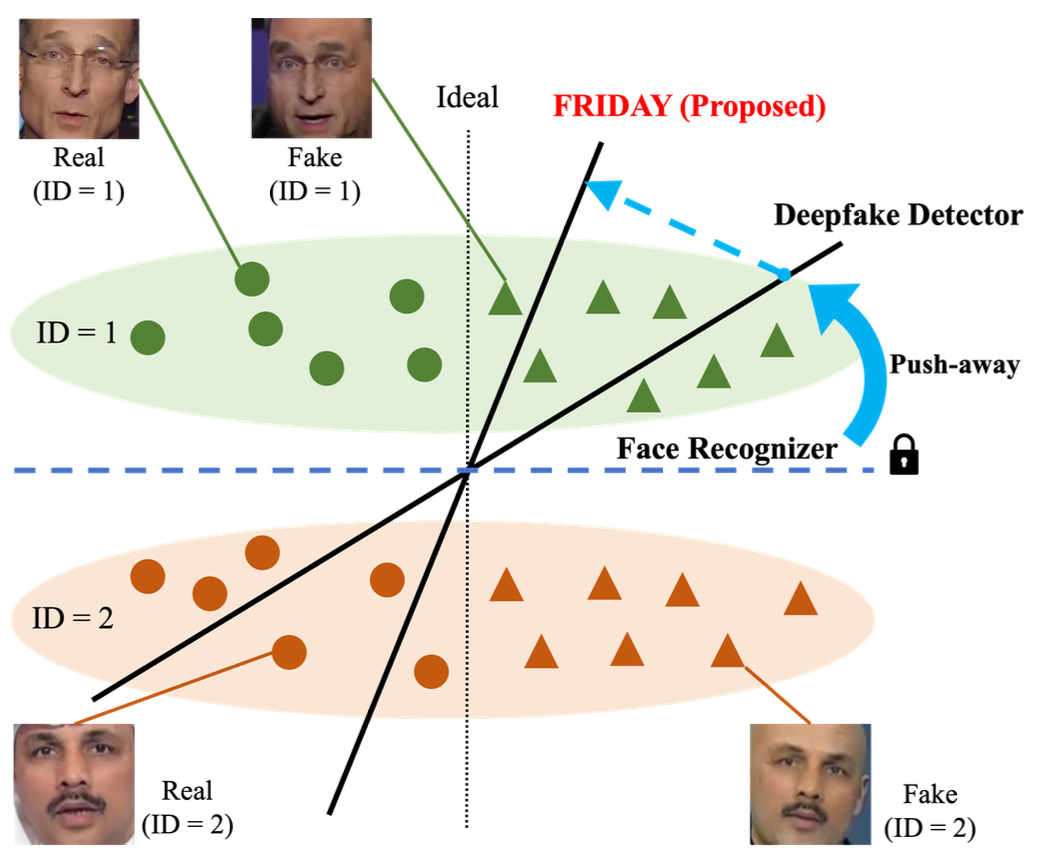 Ideal
FRIDAY (Proposed)
Real
(ID = 1)
Fake
(ID = 1)
Deepfake Detector
ID = 1
Push-away
Face Recognizer
ID = 2
Real
(ID = 2)
Fake
(ID = 2)